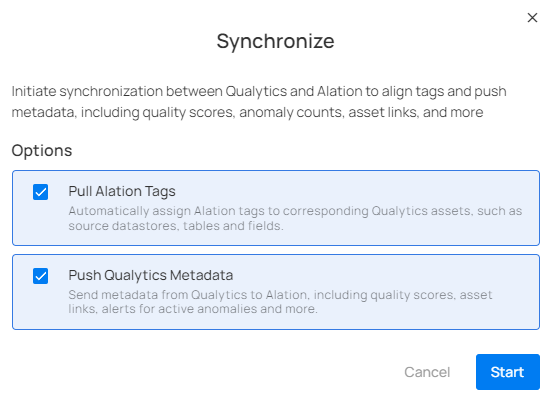 Synchronize
Initiate synchronization between Qualytics and Alation to align tags and push
metadata, including quality scores, anomaly counts, asset links, and more
Options
Pull Alation Tags
Automatically assign Alation tags to corresponding Qualytics assets, such as
source datastores, tables and fields.
Push Qualytics Metadata
Send metadata from Qualytics to Alation, including quality scores, asset
links, alerts for active anomalies and more.
Cancel Start